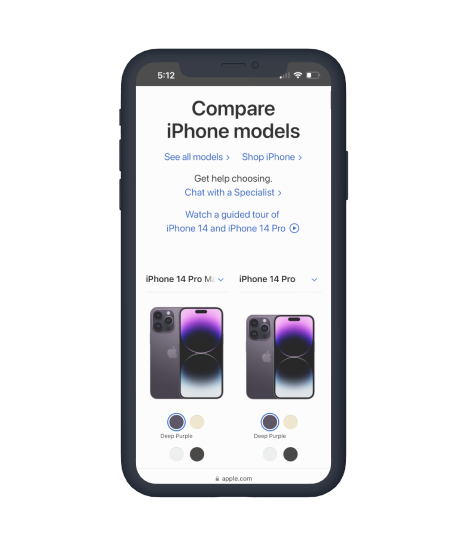 5:12
Compare
iPhone models
See all models > Shop iPhone >
Get help choosing.
Chat with a Specialist >
Watch a guided tour of
iPhone 14 and iPhone 14 Pro
iPhone 14 Pro Ma iPhone 14 Pro
Deep Purple Deep Purple
apple.com